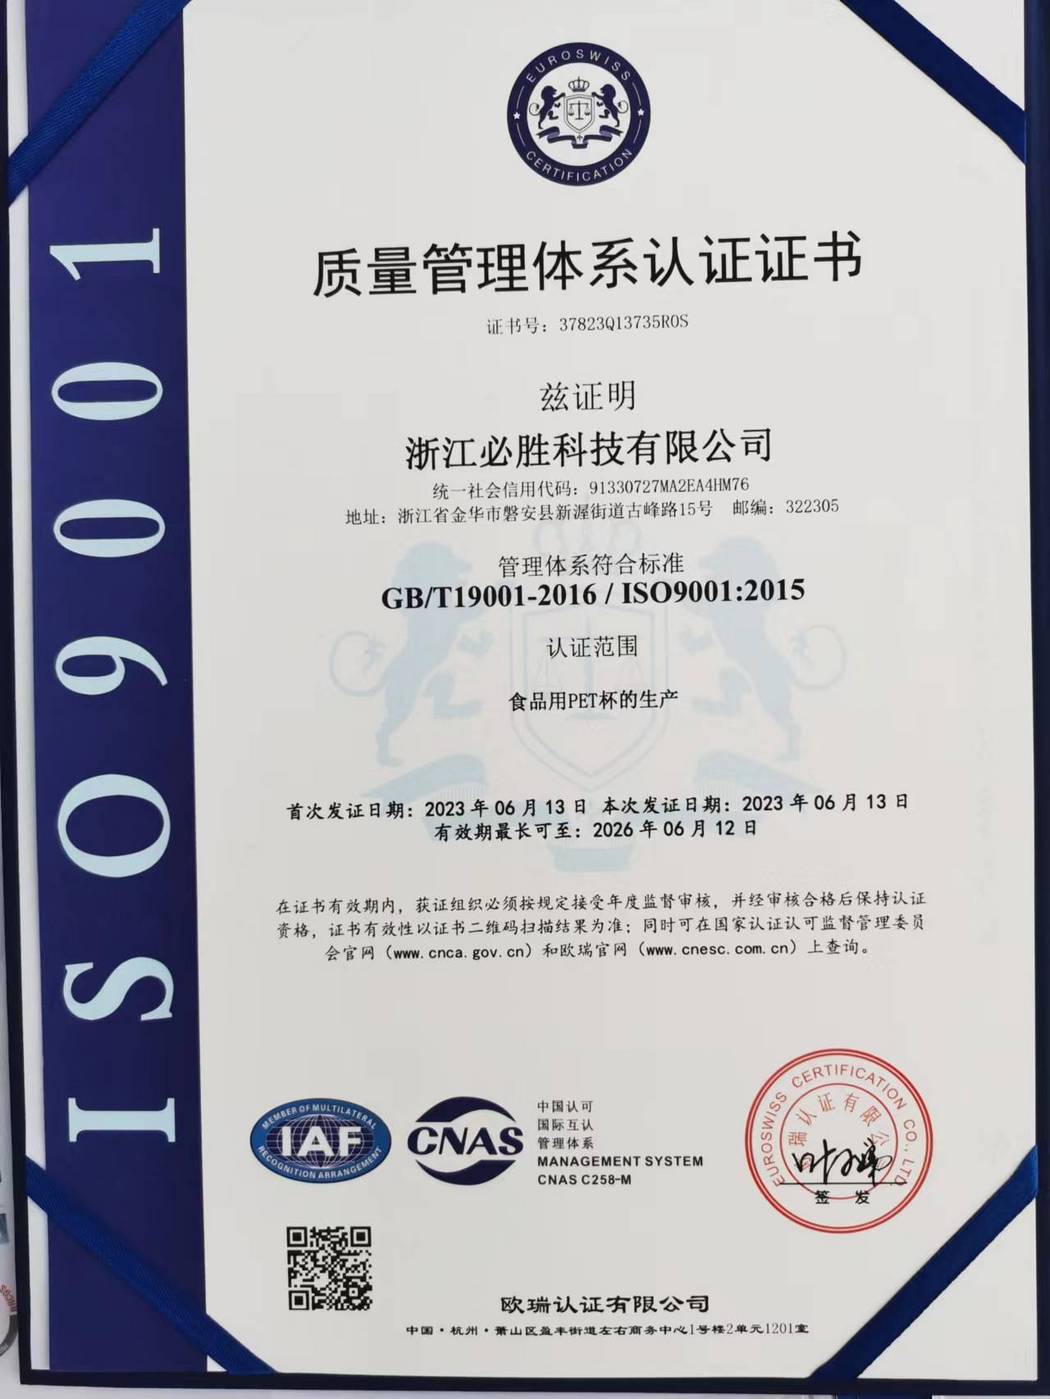 EUROSWISS
CERTIFICATION
ISO9001
质量管理体系认证证书
证书号：37823Q13735R0S
兹证明
浙江必胜科技有限公司
统一社会信用代码：91330727MA2EA4HM76
地址：浙江省金华市磐安县新渥街道古峰路15号 邮编：322305
管理体系符合标准
GB/T19001-2016 / ISO9001:2015
认证范围
食品用PET杯的生产
首次发证日期：2023 年 06 月 13 日 本次发证日期：2023 年 06 月 13 日
有效期最长可至：2026 年 06 月 12 日
在证书有效期内，获证组织必须按规定接受年度监督审核，并经审核合格后保持认证
资格，证书有效性以证书二维码扫描结果为准；同时可在国家认证认可监督管理委员
会官网（www.cnca.gov.cn）和欧瑞官网（www.cnesc.com.cn）上查询。
MEMBER OF MULTILATERAL
IAF
RECOGNITION ARRANGEMENT
CNAS
中国认可
国际互认
管理体系
MANAGEMENT SYSTEM
CNAS C258-M
EUROSWISS CERTIFICATION CO., LTD
瑞认证有限公
签 发
欧瑞认证有限公司
中国·杭州·萧山区盈丰街道左右商务中心1号楼2单元1201室